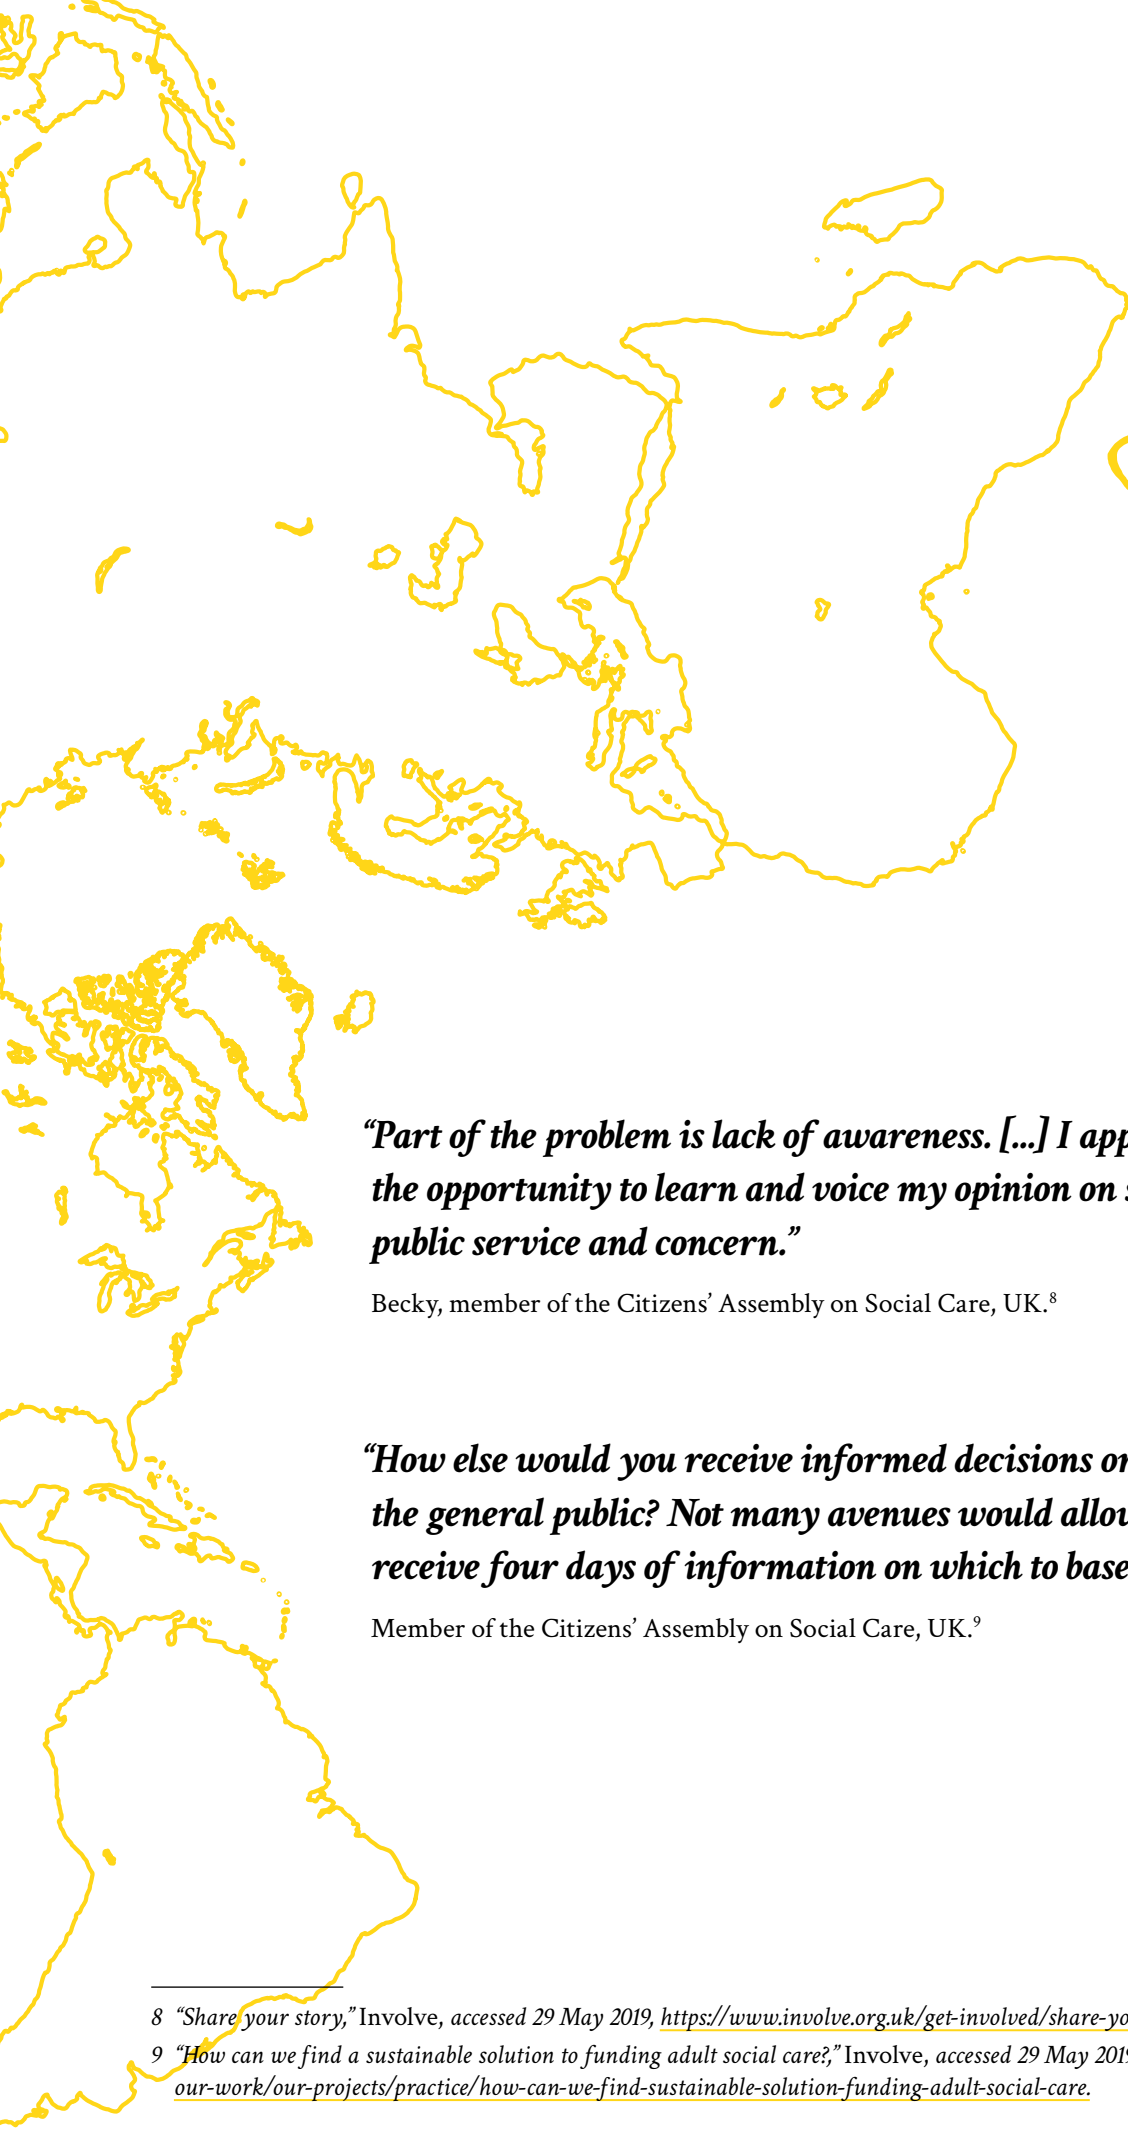 “Part of the problem is lack of awareness. [...] I app
the opportunity to learn and voice my opinion on s
public service and concern.”
Becky, member of the Citizens’ Assembly on Social Care, UK.8
“How else would you receive informed decisions or
the general public? Not many avenues would allow
receive four days of information on which to base
Member of the Citizens’ Assembly on Social Care, UK.9
8 “Share your story,” Involve, accessed 29 May 2019, https://www.involve.org.uk/get-involved/share-yo
9 “How can we find a sustainable solution to funding adult social care?,” Involve, accessed 29 May 2019
our-work/our-projects/practice/how-can-we-find-sustainable-solution-funding-adult-social-care.